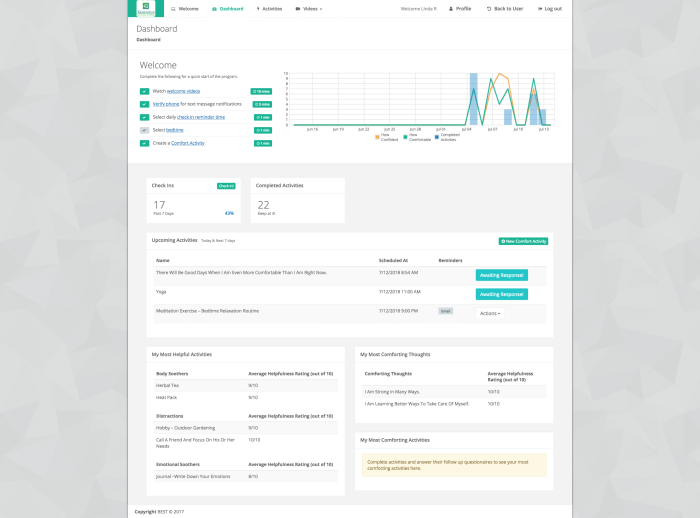 Welcome
Dashboard
Activities
Videos
Welcome Linda R
Profile
Back to User
Log out
Dashboard
Dashboard
Welcome
Complete the following for a quick start of the program.
Watch welcome videos
10 mins
Verify phone for text message notifications
5 mins
Select daily check in reminder time
1 min
Select bedtime
1 min
Create a Comfort Activity
1 min
10
9
8
7
6
5
4
3
2
1
0
Jun 16
Jun 19
Jun 22
Jun 25
Jun 28
Jul 01
Jul 04
Jul 07
Jul 10
Jul 13
How Confident
How Comfortable
Completed Activities
Check Ins
Check In!
17
Past 7 Days
43%
Completed Activities
22
Keep at it!
Upcoming Activities Today & Next 7 days
New Comfort Activity
Name Scheduled At Reminders
There Will Be Good Days When I Am Even More Comfortable Than I Am Right Now. 7/12/2018 8:54 AM Awaiting Response!
Yoga 7/12/2018 11:00 AM Awaiting Response!
Meditation Exercise – Bedtime Relaxation Routine 7/12/2018 9:00 PM Email Actions
My Most Helpful Activities
Body Soothers Average Helpfulness Rating (out of 10)
Herbal Tea 9/10
Heat Pack 9/10
Distractions Average Helpfulness Rating (out of 10)
Hobby – Outdoor Gardening 9/10
Call A Friend And Focus On His Or Her Needs 10/10
Emotional Soothers Average Helpfulness Rating (out of 10)
Journal –Write Down Your Emotions 8/10
My Most Comforting Thoughts
Comforting Thoughts Average Helpfulness Rating (out of 10)
I Am Strong in Many Ways. 10/10
I Am Learning Better Ways To Take Care Of Myself. 10/10
My Most Comforting Activities
Complete activities and answer their follow up questionaires to see your most comforting activities here.
Copyright BEST © 2017